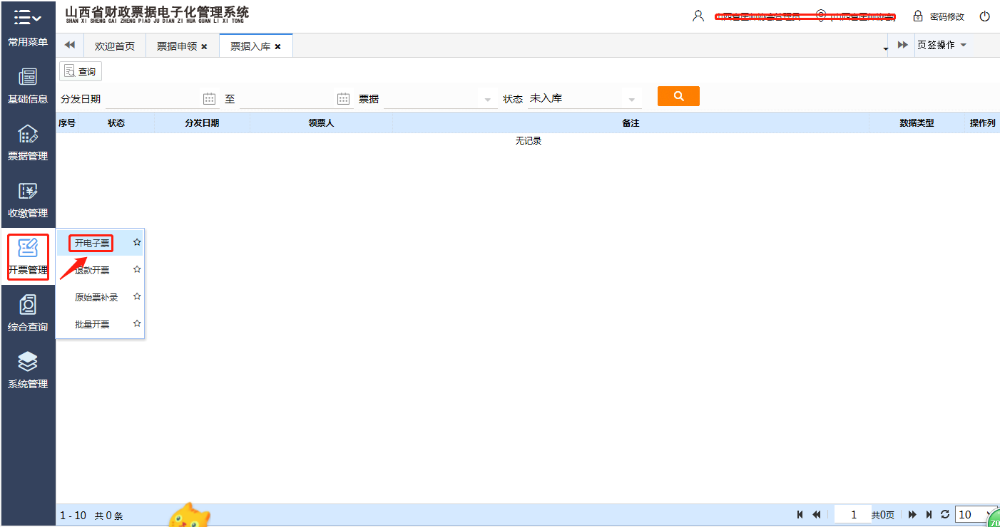 山西省财政票据电子化管理系统
SHAN XI SHENG CAI ZHENG PIAO JU DIAN ZI HUA GUAN LI XI TONG
密码修改
常用菜单
欢迎首页 票据申领 票据入库 页签操作
查询
分发日期 至 票据 状态 未入库
序号 状态 分发日期 领票人 备注 数据类型 操作列
无记录
基础信息
票据管理
收缴管理
开票管理
综合查询
系统管理
开电子票
退款开票
原始票补录
批量开票
1 - 10 共 0 条 1 共0页 10
70